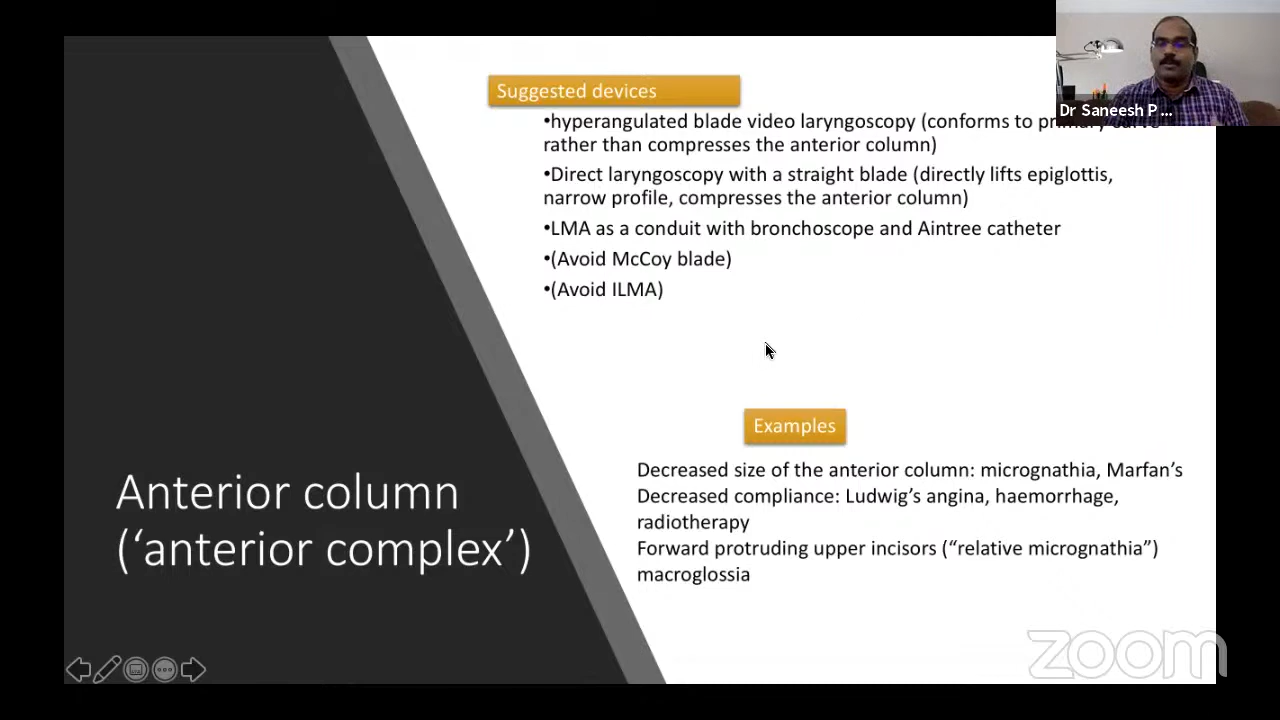 Suggested devices
•hyperangulated blade video laryngoscopy (conforms to primary curve
rather than compresses the anterior column)
•Direct laryngoscopy with a straight blade (directly lifts epiglottis,
narrow profile, compresses the anterior column)
•LMA as a conduit with bronchoscope and Aintree catheter
•(Avoid McCoy blade)
•(Avoid ILMA)
Dr Saneesh P ...
Examples
Decreased size of the anterior column: micrognathia, Marfan’s
Decreased compliance: Ludwig’s angina, haemorrhage,
radiotherapy
Forward protruding upper incisors (“relative micrognathia”)
macroglossia
Anterior column
(‘anterior complex’)
zoom